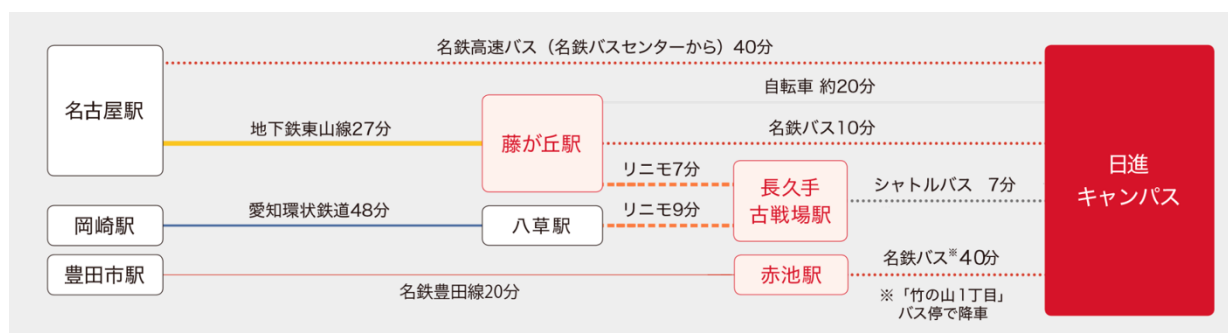 名鉄高速バス（名鉄バスセンターから）40分
名古屋駅
自転車 約20分
地下鉄東山線27分
藤が丘駅
名鉄バス10分
日進
キャンパス
リニモ7分
長久手
古戦場駅
シャトルバス 7分
岡崎駅
愛知環状鉄道48分
八草駅
リニモ9分
豊田市駅
名鉄豊田線20分
赤池駅
名鉄バス※40分
※「竹の山1丁目」
バス停で降車